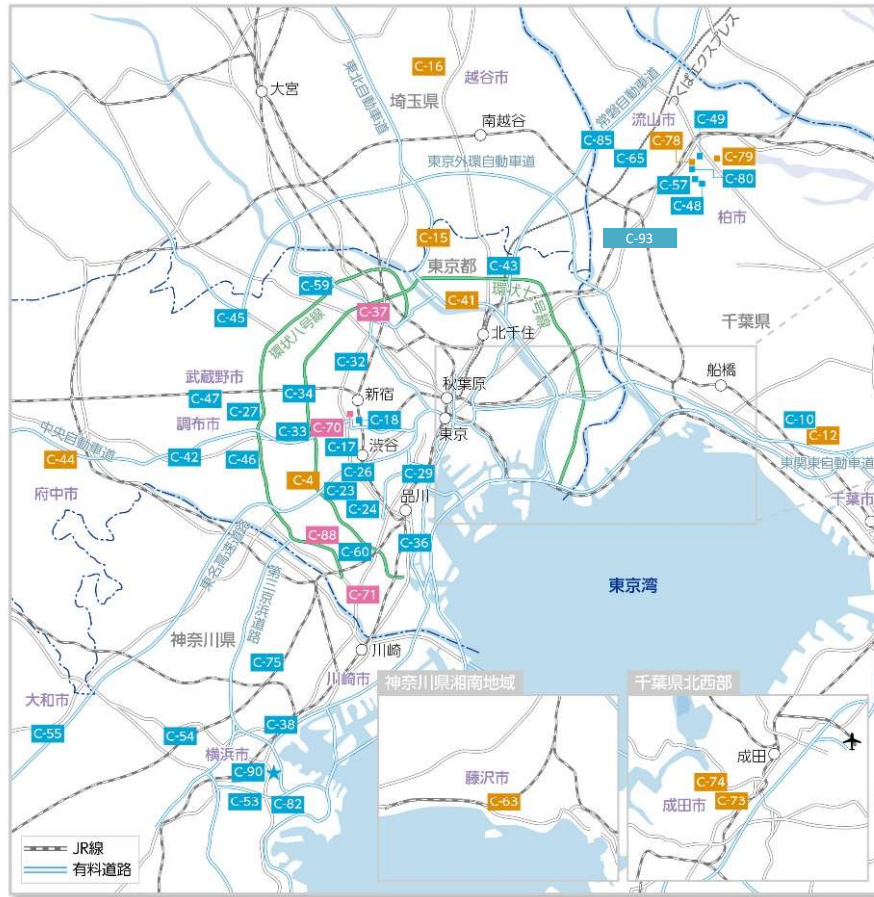 C-16
越谷市
大宮
東北自動車道
埼玉県
南越谷
常磐自動車道
つくばエクスプレス
流山市
C-49
C-85
C-78
C-65
C-79
C-57
C-80
C-48
柏市
東京外環自動車道
C-15
C-93
東京都
C-43
C-59
環状七号線
C-41
C-37
C-45
環状八号線
千葉県
北千住
C-32
武蔵野市
船橋
C-47
C-34
新宿
秋葉原
C-27
調布市
C-70
C-18
東京
C-10
C-12
中央自動車道
C-33
C-17
渋谷
C-44
C-42
C-46
C-26
C-29
東関東自動車道
C-4
C-23
品川
府中市
C-24
千葉市
C-88
C-60
C-36
東名高速道路
第三京浜道路
C-71
東京湾
神奈川県
川崎
C-75
川崎市
神奈川県湘南地域
千葉県北西部
大和市
C-38
C-55
C-54
横浜市
成田
C-90
藤沢市
C-74
C-53
C-82
C-63
成田市
C-73
JR線
有料道路